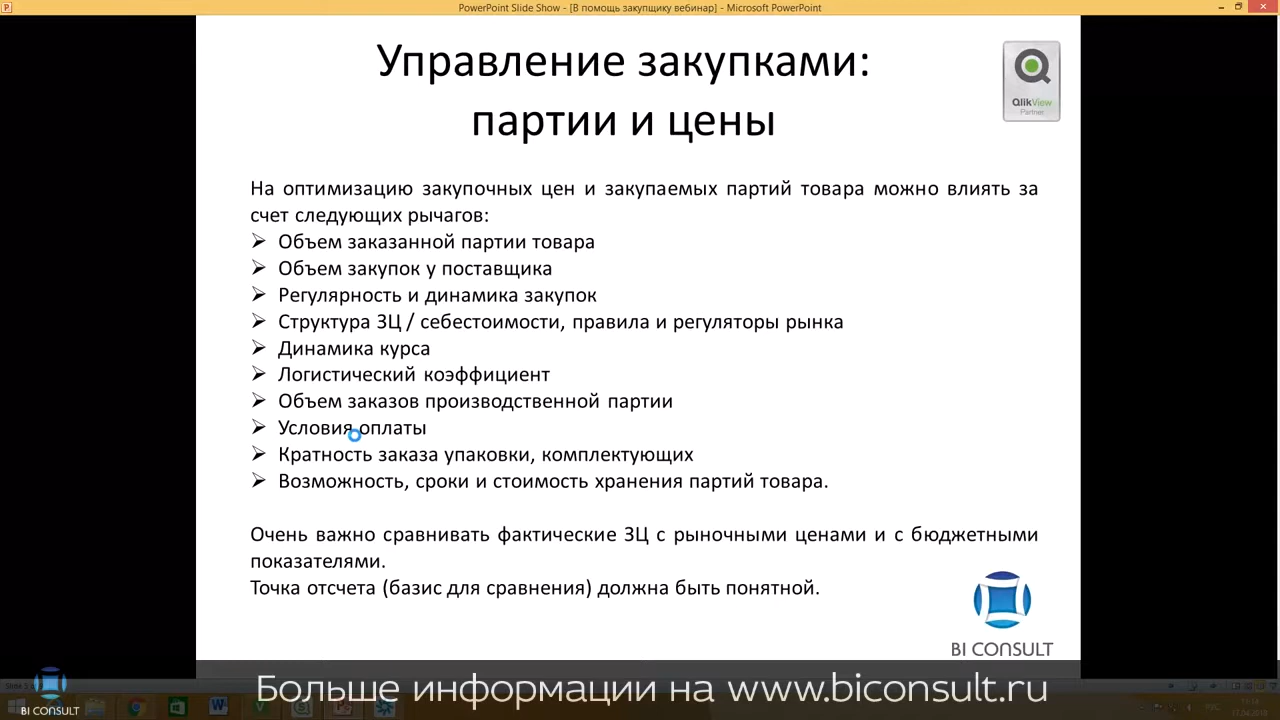 PowerPoint Slide Show - [В помощь закупщику вебинар] - Microsoft PowerPoint
Управление закупками:
партии и цены
QlikView
Partner
На оптимизацию закупочных цен и закупаемых партий товара можно влиять за
счет следующих рычагов:
➢ Объем заказанной партии товара
➢ Объем закупок у поставщика
➢ Регулярность и динамика закупок
➢ Структура ЗЦ / себестоимости, правила и регуляторы рынка
➢ Динамика курса
➢ Логистический коэффициент
➢ Объем заказов производственной партии
➢ Условия оплаты
➢ Кратность заказа упаковки, комплектующих
➢ Возможность, сроки и стоимость хранения партий товара.
Очень важно сравнивать фактические ЗЦ с рыночными ценами и с бюджетными
показателями.
Точка отсчета (базис для сравнения) должна быть понятной.
BI CONSULT
Больше информации на www.biconsult.ru
BI CONSULT